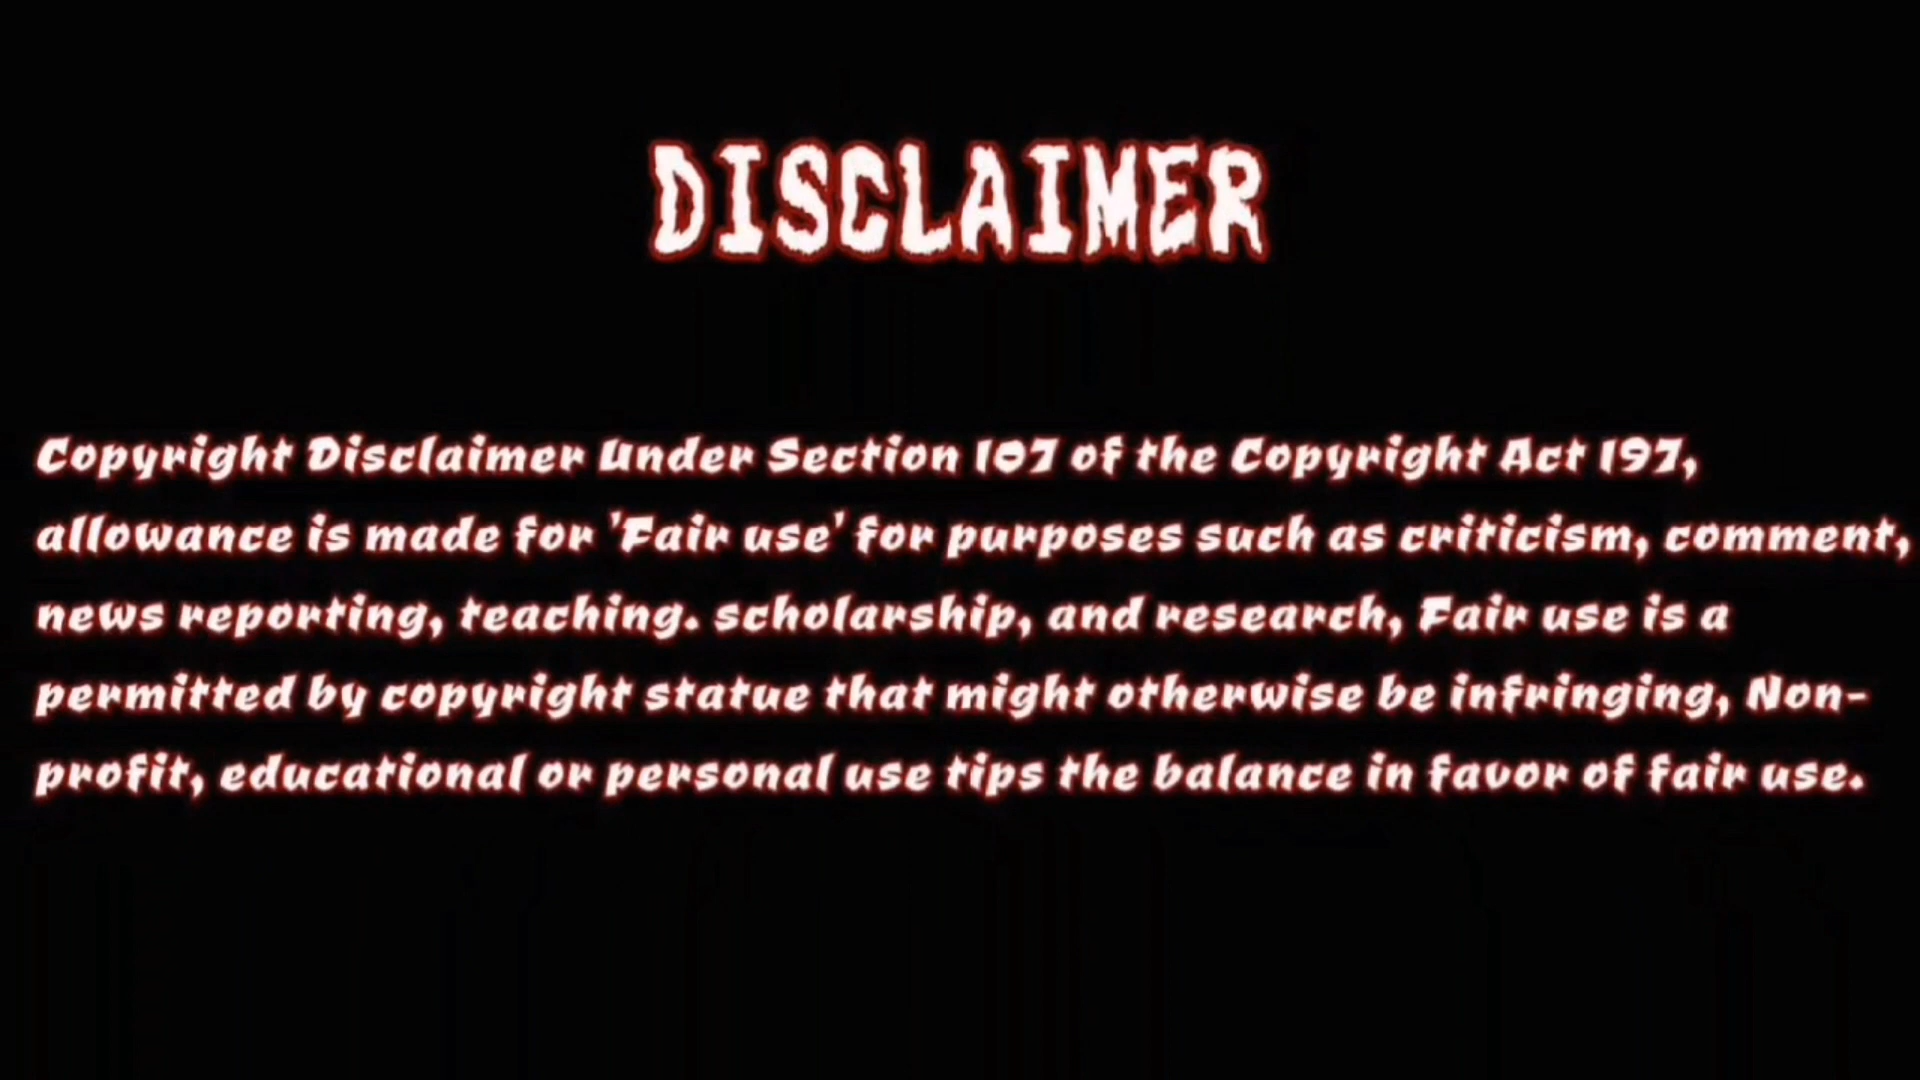 DISCLAIMER
Copyright Disclaimer Under Section 107 of the Copyright Act 197,
allowance is made for 'Fair use' for purposes such as criticism, comment,
news reporting, teaching. scholarship, and research, Fair use is a
permitted by copyright statue that might otherwise be infringing, Non-
profit, educational or personal use tips the balance in favor of fair use.